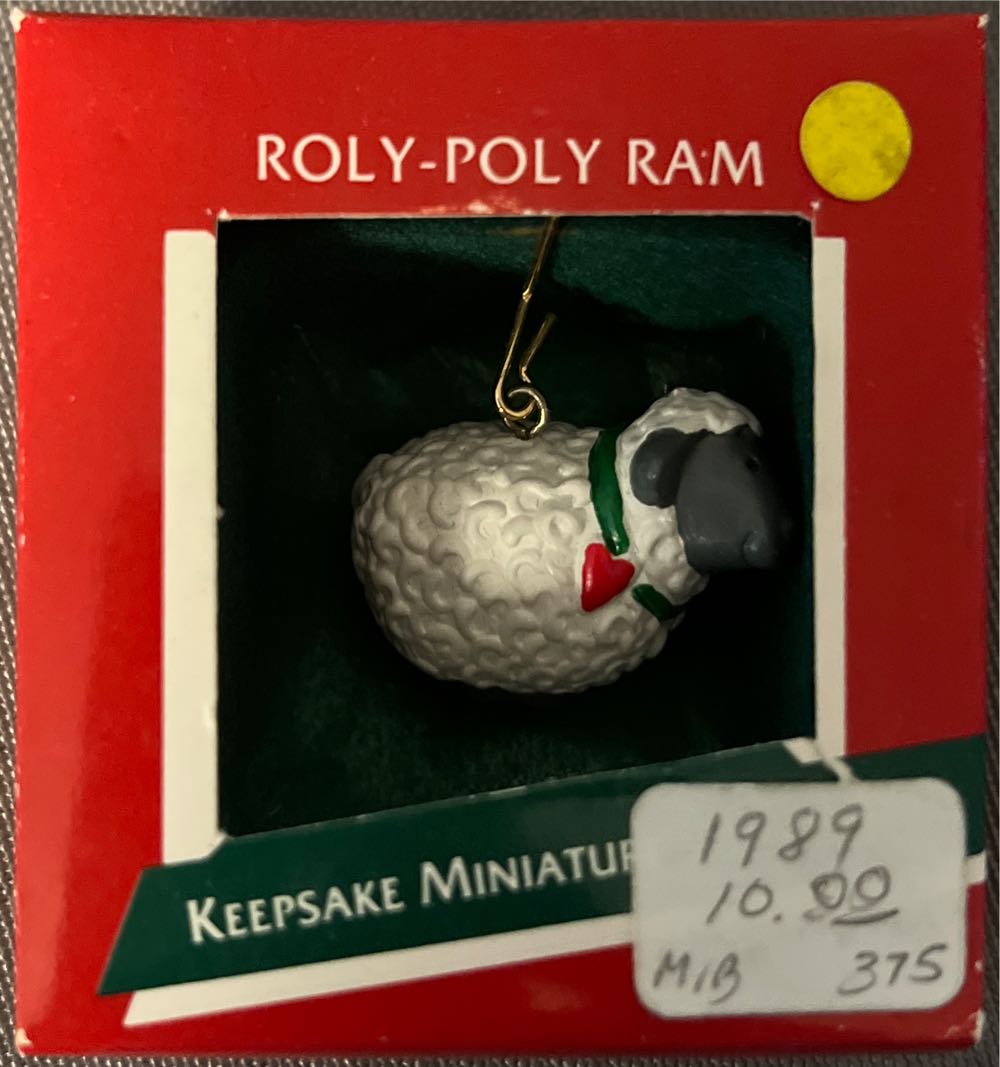 ROLY-POLY RAM
KEEPSAKE MINIATUR
1989
10.00
MIB 375